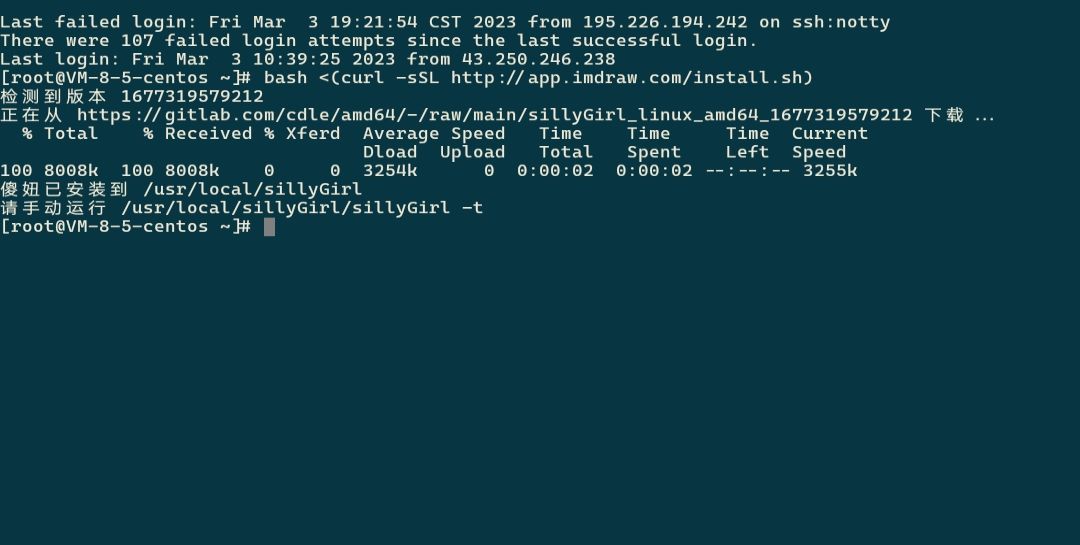 Last failed login: Fri Mar  3 19:21:54 CST 2023 from 195.226.194.242 on ssh:notty
There were 107 failed login attempts since the last successful login.
Last login: Fri Mar  3 10:39:25 2023 from 43.250.246.238
[root@VM-8-5-centos ~]# bash <(curl -sSL http://app.imdraw.com/install.sh)
检测到版本 1677319579212
正在从 https://gitlab.com/cdle/amd64/-/raw/main/sillyGirl_linux_amd64_1677319579212 下载 ...
  % Total    % Received % Xferd  Average Speed   Time    Time     Time  Current
                                 Dload  Upload   Total   Spent    Left  Speed
100 8008k  100 8008k    0     0  3254k      0  0:00:02  0:00:02 --:--:-- 3255k
傻妞已安装到 /usr/local/sillyGirl
请手动运行 /usr/local/sillyGirl/sillyGirl -t
[root@VM-8-5-centos ~]#